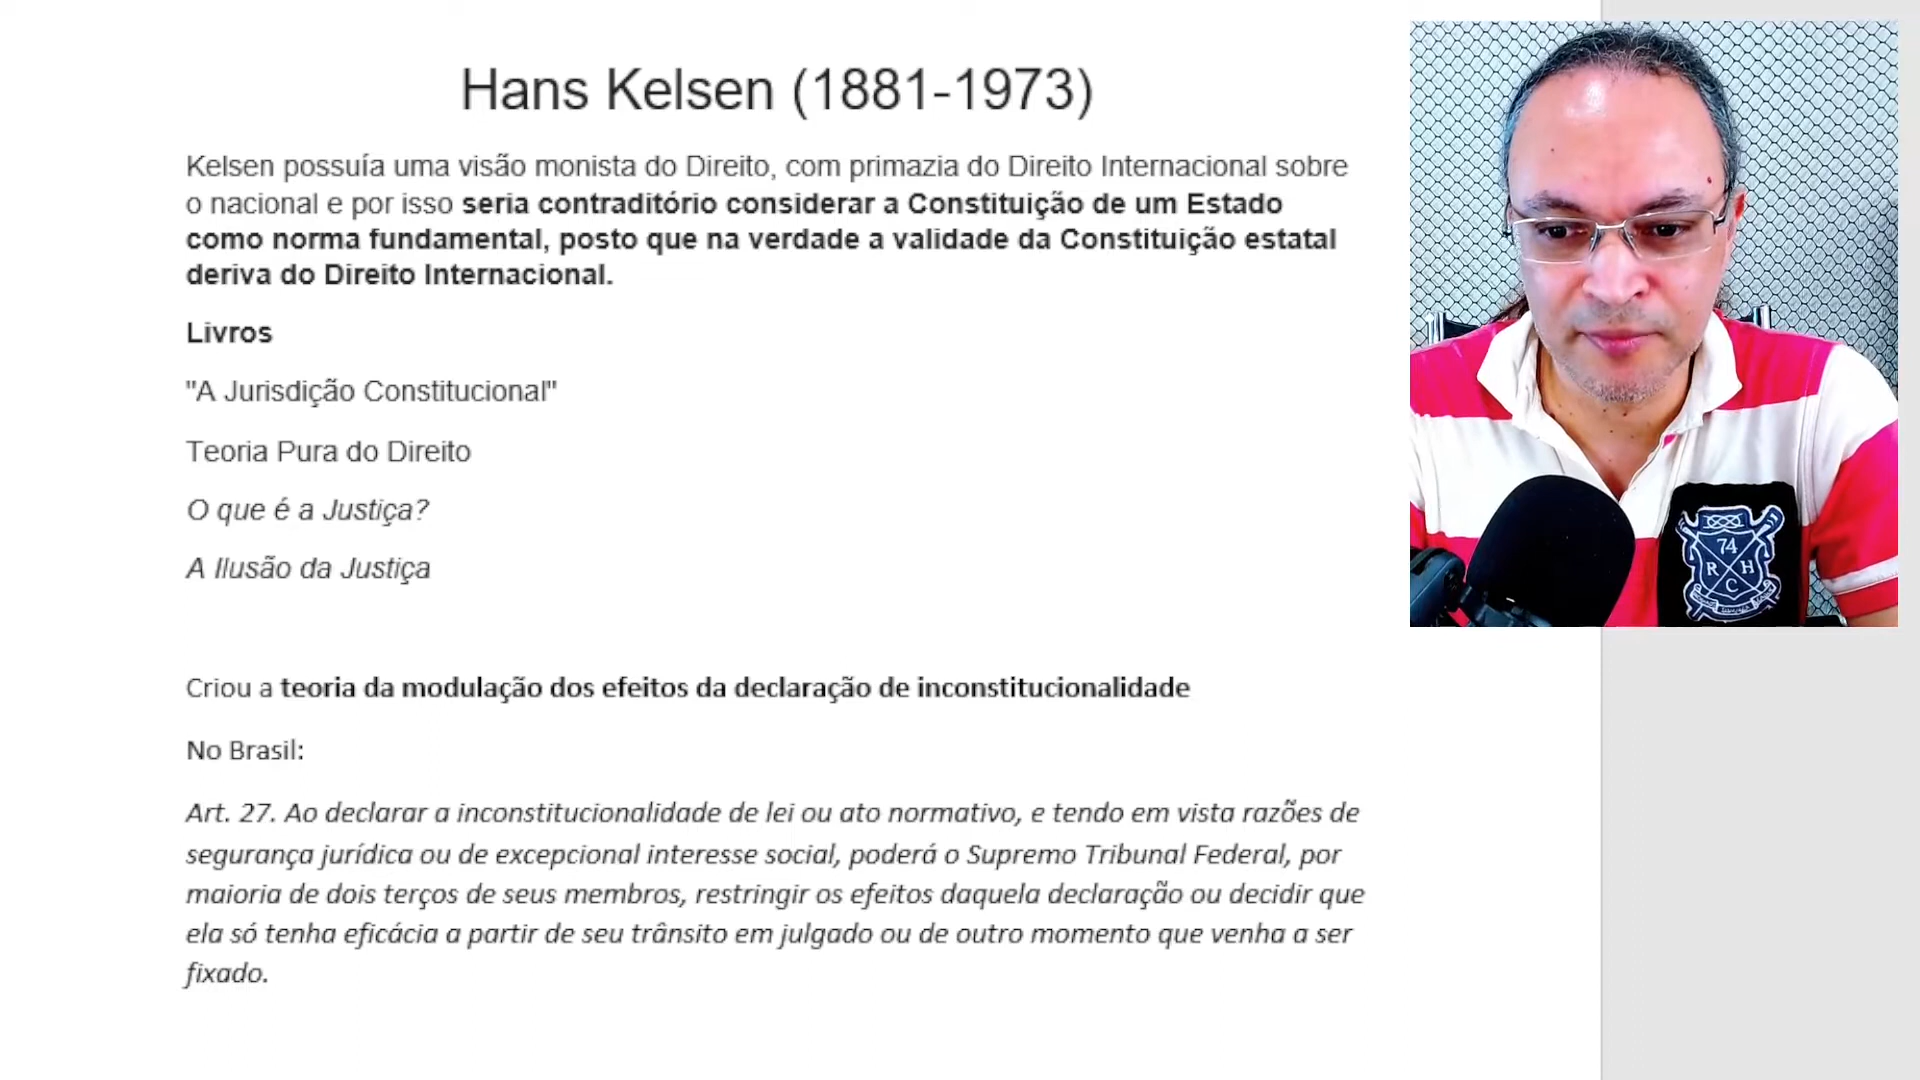 Hans Kelsen (1881-1973)
Kelsen possuía uma visão monista do Direito, com primazia do Direito Internacional sobre
o nacional e por isso seria contraditório considerar a Constituição de um Estado
como norma fundamental, posto que na verdade a validade da Constituição estatal
deriva do Direito Internacional.
Livros
"A Jurisdição Constitucional"
Teoria Pura do Direito
O que é a Justiça?
A Ilusão da Justiça
Criou a teoria da modulação dos efeitos da declaração de inconstitucionalidade
No Brasil:
Art. 27. Ao declarar a inconstitucionalidade de lei ou ato normativo, e tendo em vista razões de
segurança jurídica ou de excepcional interesse social, poderá o Supremo Tribunal Federal, por
maioria de dois terços de seus membros, restringir os efeitos daquela declaração ou decidir que
ela só tenha eficácia a partir de seu trânsito em julgado ou de outro momento que venha a ser
fixado.
74
R H
C